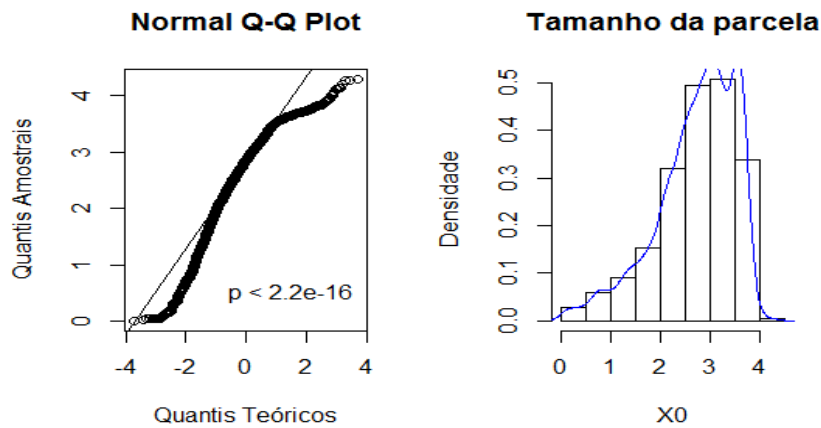 Normal Q-Q Plot
Quantis Amostrais
4
3
2
1
0
p < 2.2e-16
-4 -2 0 2 4
Quantis Teóricos
Tamanho da parcela
Densidade
0.5
0.4
0.3
0.2
0.1
0.0
0 1 2 3 4
X0